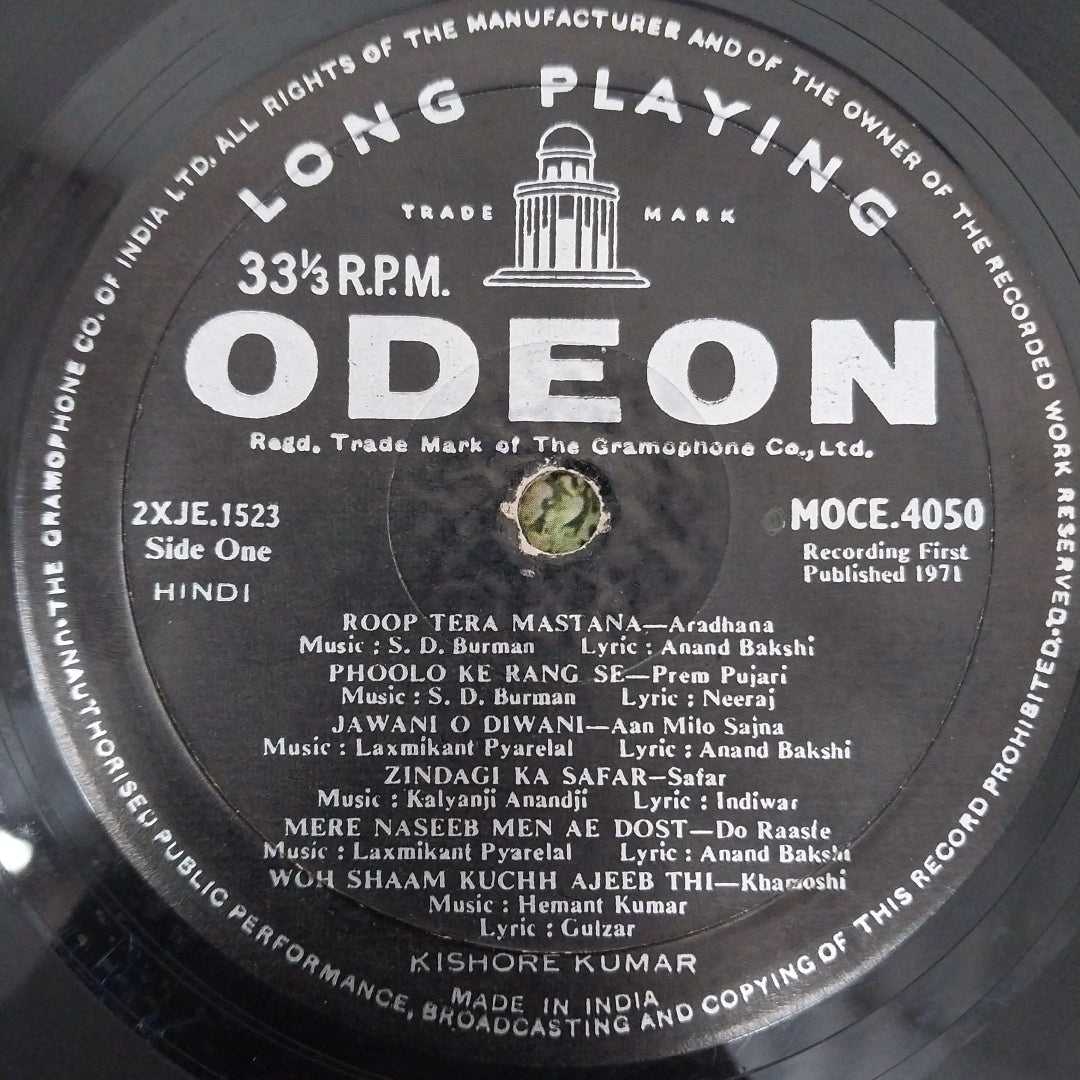 UNAUTHORISED PUBLIC PERFORMANCE, BROADCASTING AND COPYING OF THIS RECORD PROHIBITED. • THE GRAMOPHONE CO. OF INDIA LTD. ALL RIGHTS OF THE MANUFACTURER AND OF THE OWNER OF THE RECORDED WORK RESERVED.
LONG PLAYING
TRADE MARK
33⅓ R.P.M.
ODEON
Regd. Trade Mark of The Gramophone Co., Ltd.
2XJE.1523
MOCE.4050
Side One
Recording First
Published 1971
HINDI
ROOP TERA MASTANA—Aradhana
Music : S. D. Burman Lyric : Anand Bakshi
PHOOLO KE RANG SE—Prem Pujari
Music : S. D. Burman Lyric : Neeraj
JAWANI O DIWANI—Aan Milo Sajna
Music : Laxmikant Pyarelal Lyric : Anand Bakshi
ZINDAGI KA SAFAR—Safar
Music : Kalyanji Anandji Lyric : Indiwar
MERE NASEEB MEN AE DOST—Do Raaste
Music : Laxmikant Pyarelal Lyric : Anand Bakshi
WOH SHAAM KUCHH AJEEB THI—Khamoshi
Music : Hemant Kumar
Lyric : Gulzar
KISHORE KUMAR
MADE IN INDIA